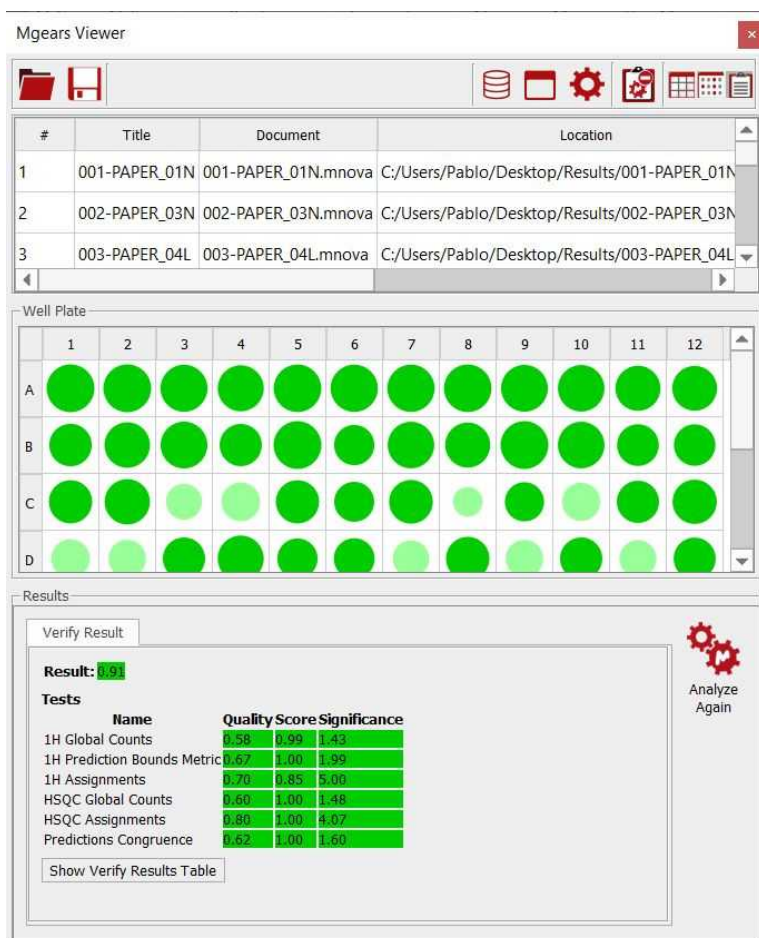 Mgears Viewer
# Title Document Location
1 001-PAPER_01N 001-PAPER_01N.mnova C:/Users/Pablo/Desktop/Results/001-PAPER_01N
2 002-PAPER_03N 002-PAPER_03N.mnova C:/Users/Pablo/Desktop/Results/002-PAPER_03N
3 003-PAPER_04L 003-PAPER_04L.mnova C:/Users/Pablo/Desktop/Results/003-PAPER_04L
Well Plate
1 2 3 4 5 6 7 8 9 10 11 12
A
B
C
D
Results
Verify Result
Result: 0.91
Tests
Name Quality Score Significance
1H Global Counts 0.58 0.99 1.43
1H Prediction Bounds Metric 0.67 1.00 1.99
1H Assignments 0.70 0.85 5.00
HSQC Global Counts 0.60 1.00 1.48
HSQC Assignments 0.80 1.00 4.07
Predictions Congruence 0.62 1.00 1.60
Show Verify Results Table
Analyze
Again